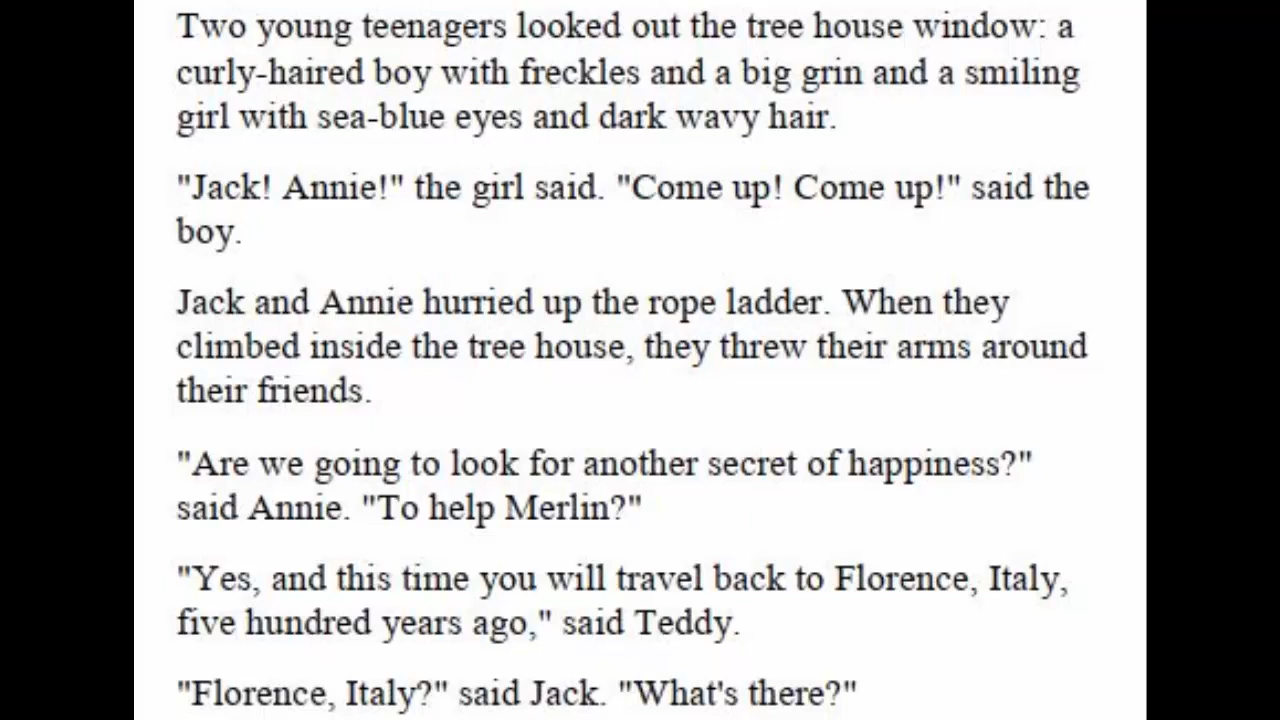 Two young teenagers looked out the tree house window: a
curly-haired boy with freckles and a big grin and a smiling
girl with sea-blue eyes and dark wavy hair.
"Jack! Annie!" the girl said. "Come up! Come up!" said the
boy.
Jack and Annie hurried up the rope ladder. When they
climbed inside the tree house, they threw their arms around
their friends.
"Are we going to look for another secret of happiness?"
said Annie. "To help Merlin?"
"Yes, and this time you will travel back to Florence, Italy,
five hundred years ago," said Teddy.
"Florence, Italy?" said Jack. "What's there?"